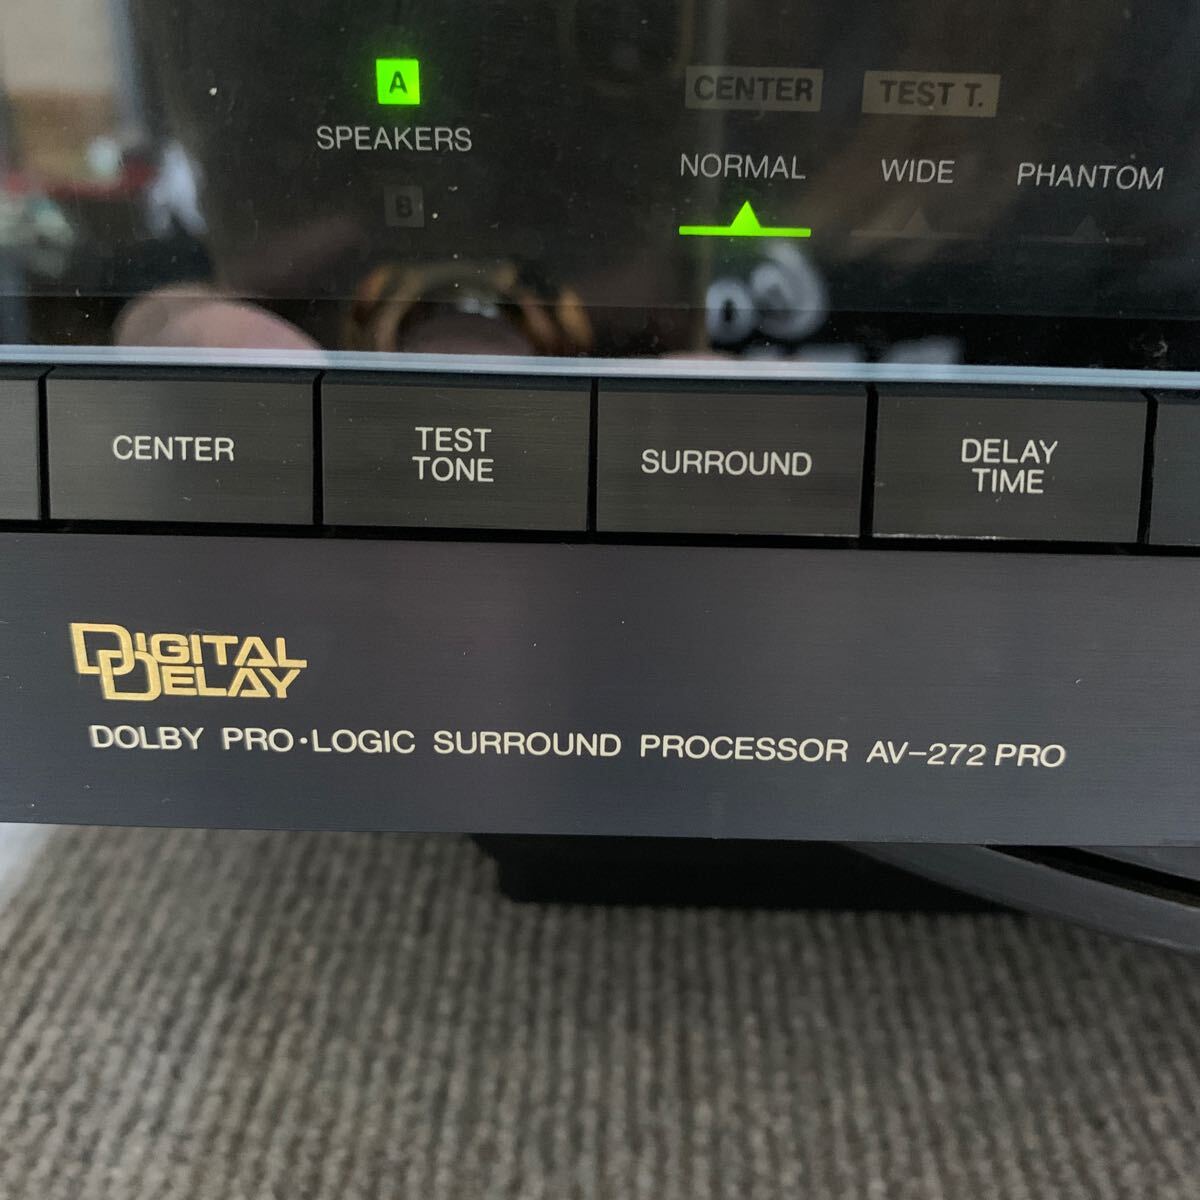 A
SPEAKERS
B
CENTER TEST T.
NORMAL WIDE PHANTOM
CENTER
TEST
TONE
SURROUND
DELAY
TIME
DIGITAL
DELAY
DOLBY PRO·LOGIC SURROUND PROCESSOR AV-272 PRO